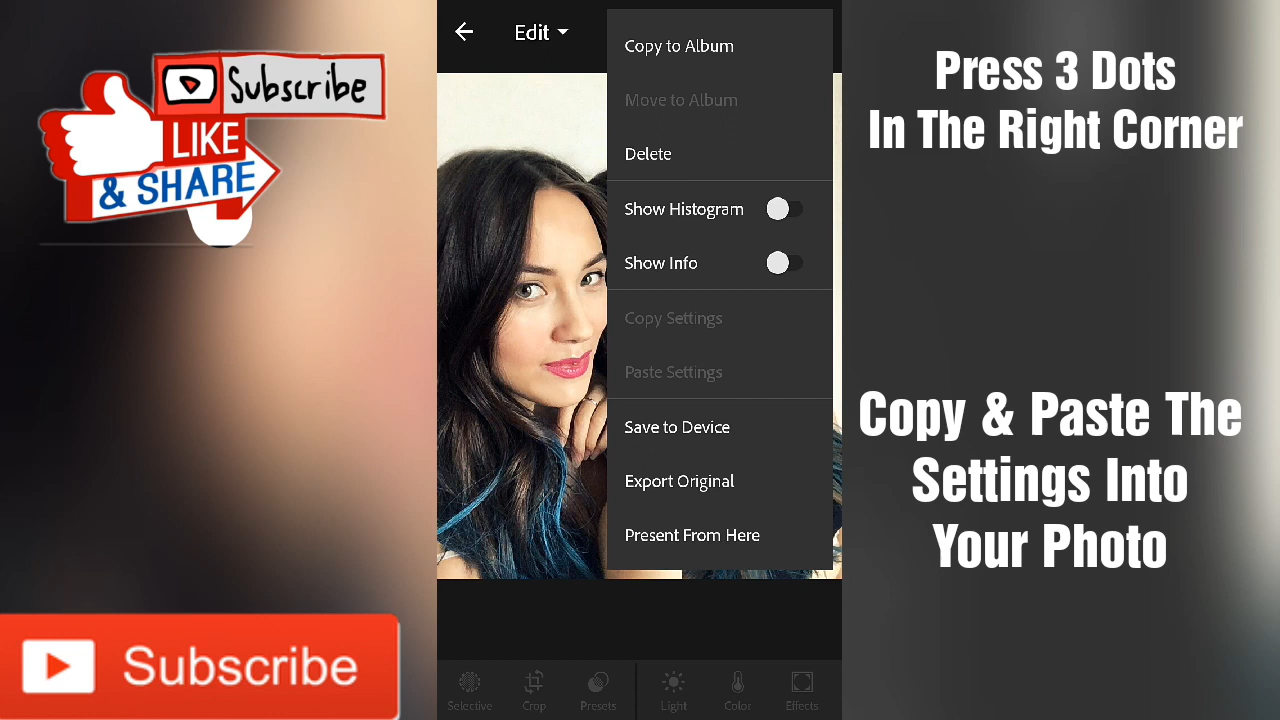 Subscribe
LIKE
& SHARE
Subscribe
Edit
Copy to Album
Move to Album
Delete
Show Histogram
Show Info
Copy Settings
Paste Settings
Save to Device
Export Original
Present From Here
Selective
Crop
Presets
Light
Color
Effects
Press 3 Dots
In The Right Corner
Copy & Paste The
Settings Into
Your Photo